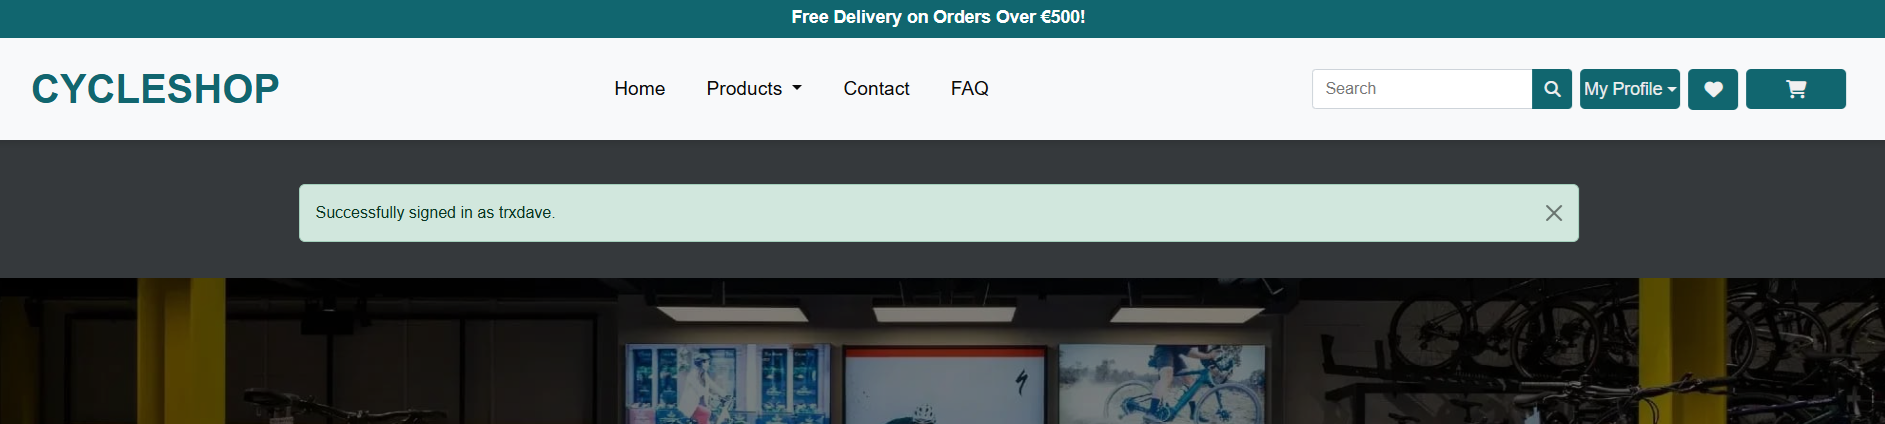 Free Delivery on Orders Over €500!
CYCLESHOP
Home Products Contact FAQ
Search My Profile
Successfully signed in as trxdave.